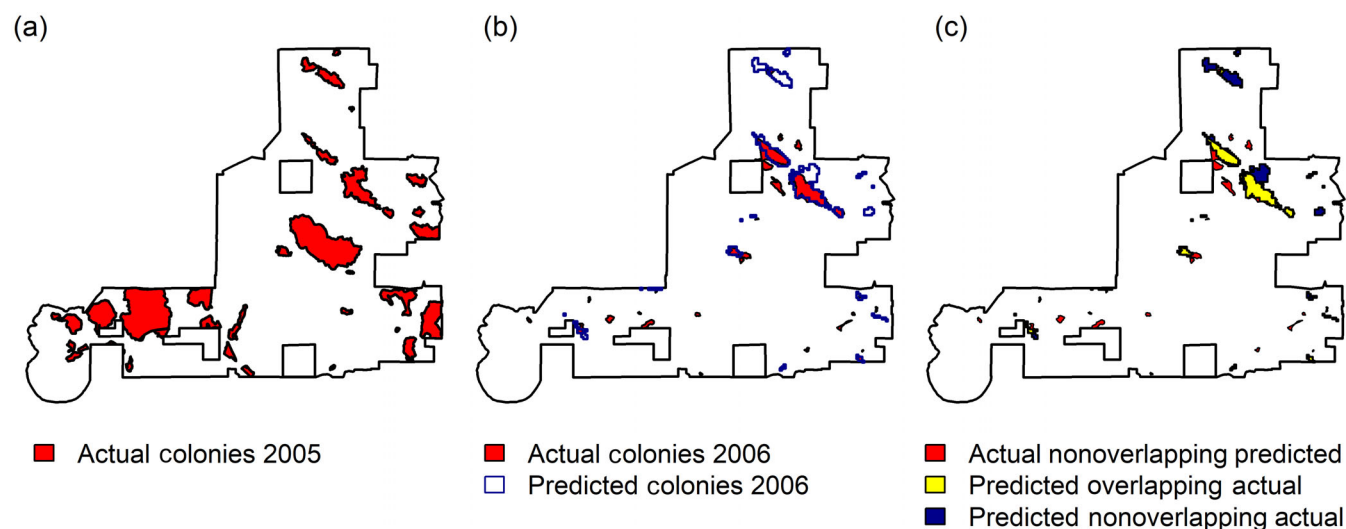 (a)
(b)
(c)
Actual colonies 2005
Actual colonies 2006
Predicted colonies 2006
Actual nonoverlapping predicted
Predicted overlapping actual
Predicted nonoverlapping actual